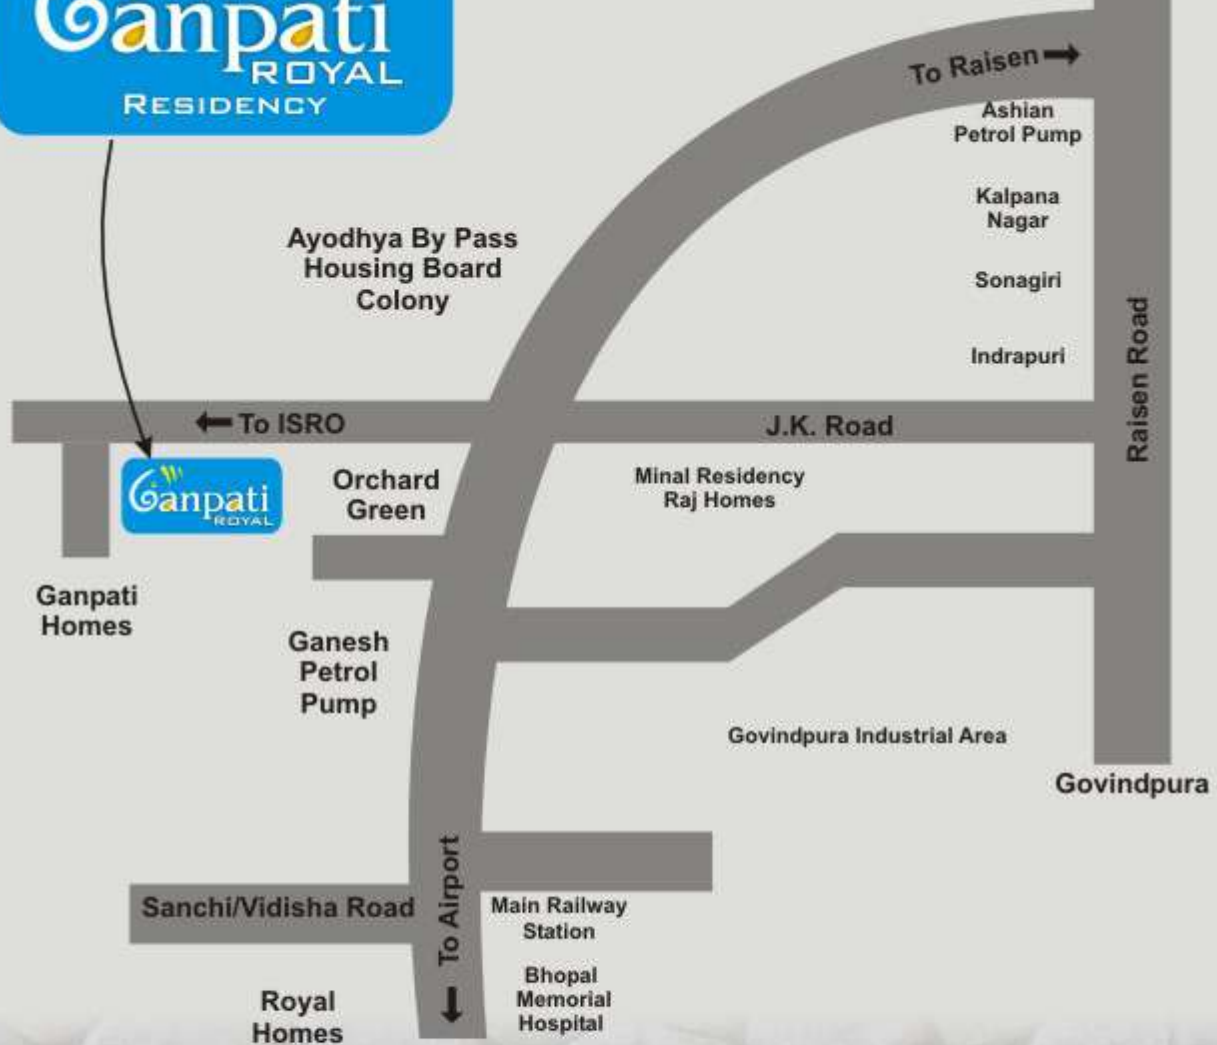 Ganpati
ROYAL
RESIDENCY
To Raisen
Ashian
Petrol Pump
Kalpana
Nagar
Ayodhya By Pass
Housing Board
Colony
Sonagiri
Indrapuri
Raisen Road
To ISRO
J.K. Road
Ganpati
ROYAL
Orchard
Green
Minal Residency
Raj Homes
Ganpati
Homes
Ganesh
Petrol
Pump
Govindpura Industrial Area
Govindpura
To Airport
Sanchi/Vidisha Road
Main Railway
Station
Bhopal
Memorial
Hospital
Royal
Homes